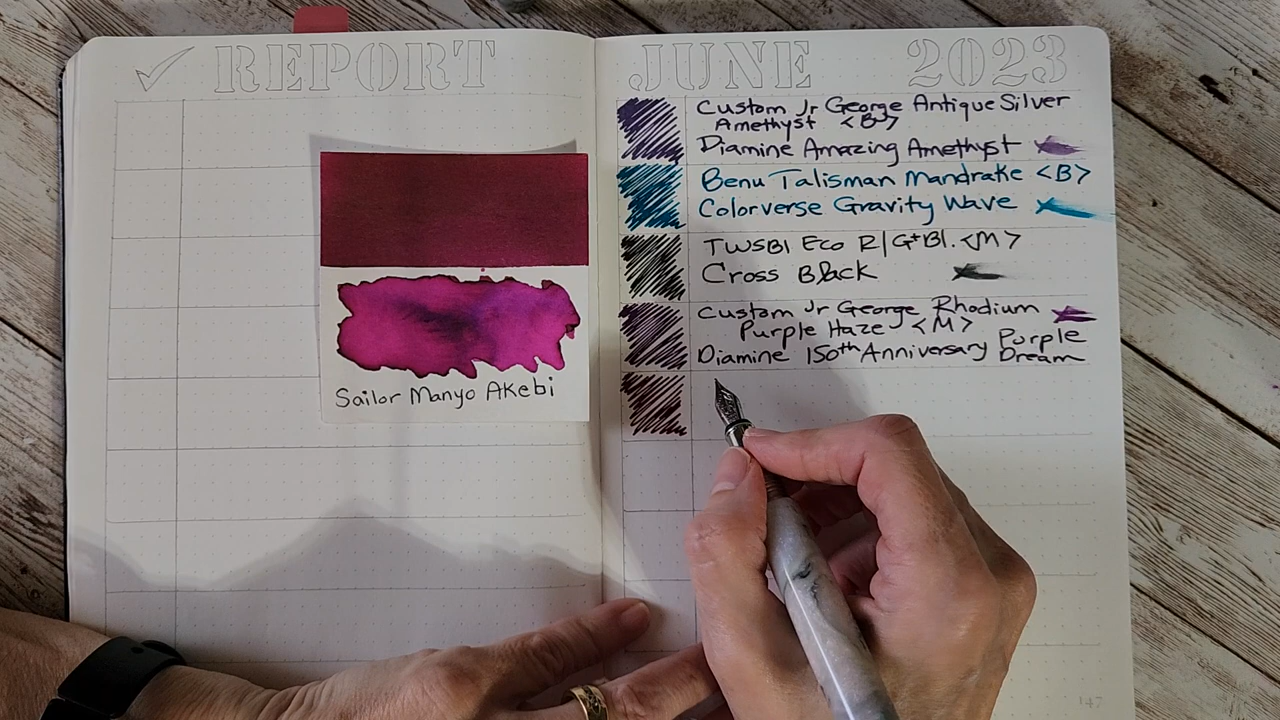 ✓ REPORT
JUNE 2023
Custom Jr George Antique Silver
Amethyst <B>
Diamine Amazing Amethyst
Benu Talisman Mandrake <B>
Colorverse Gravity Wave
TWSBI Eco R/G+Bl. <M>
Cross Black
Custom Jr George Rhodium
Purple Haze <M>
Diamine 150th Anniversary Purple
Dream
Sailor Manyo Akebi
147